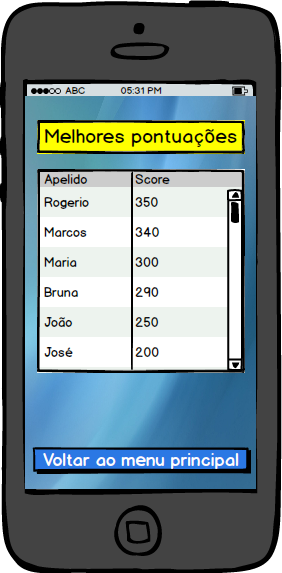 ABC 05:31 PM
Melhores pontuações
Apelido Score
Rogerio 350
Marcos 340
Maria 300
Bruna 290
João 250
José 200
Voltar ao menu principal